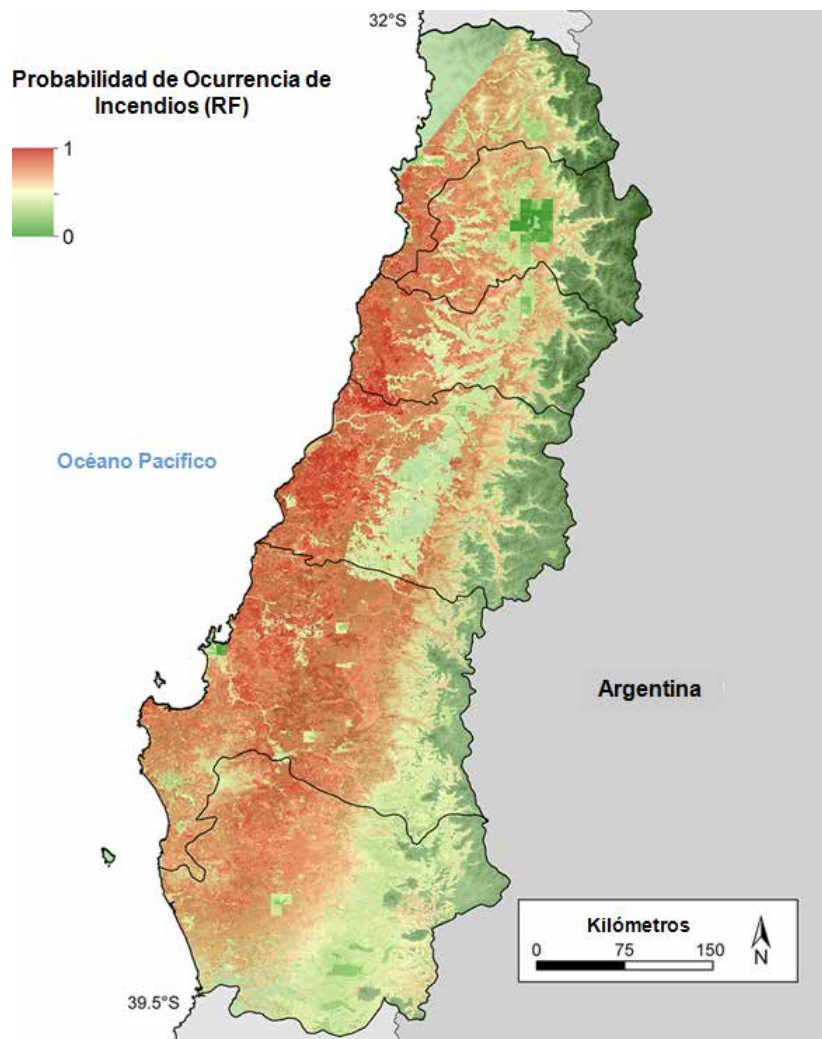 32°S
Probabilidad de Ocurrencia de
Incendios (RF)
1
0
Océano Pacífico
Argentina
Kilómetros
0 75 150
N
39.5°S